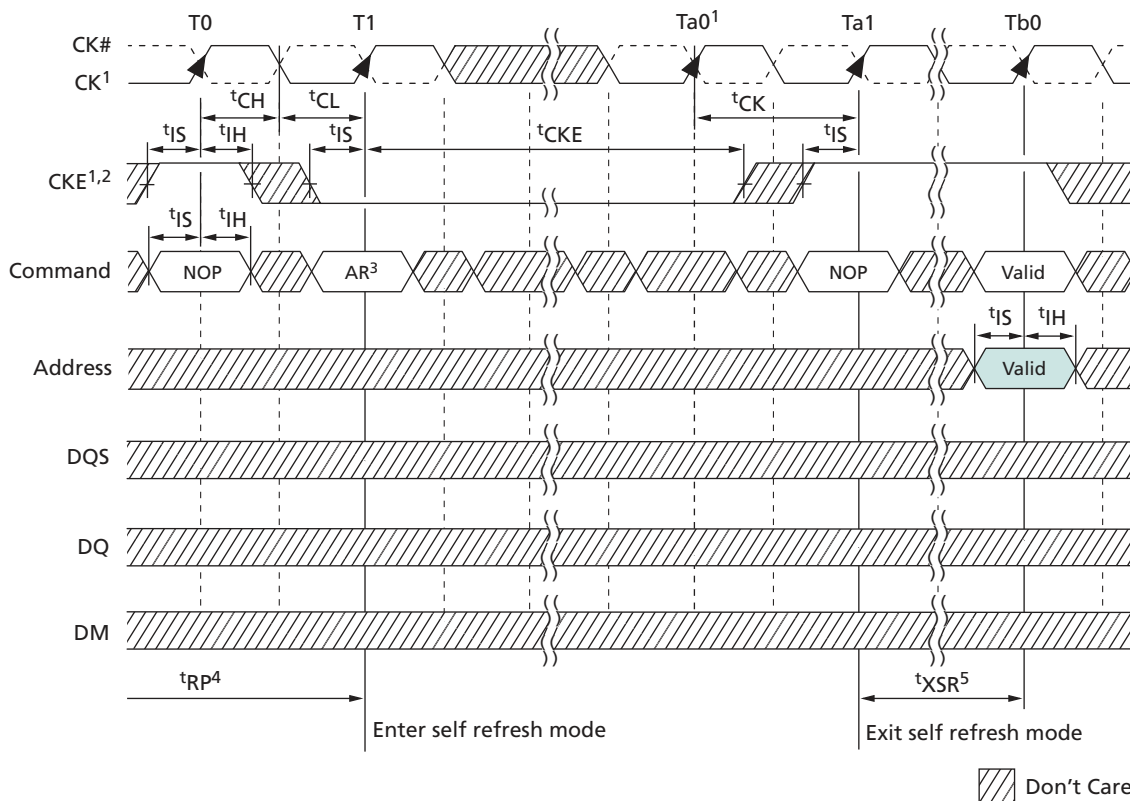 T0 T1 Ta0¹ Ta1 Tb0
CK#
CK¹
ᵗCH ᵗCL ᵗCK
ᵗIS ᵗIH ᵗIS ᵗCKE ᵗIS
CKE¹,²
ᵗIS ᵗIH
Command NOP AR³ NOP Valid
ᵗIS ᵗIH
Address Valid
DQS
DQ
DM
ᵗRP⁴ ᵗXSR⁵
Enter self refresh mode Exit self refresh mode
Don't Care